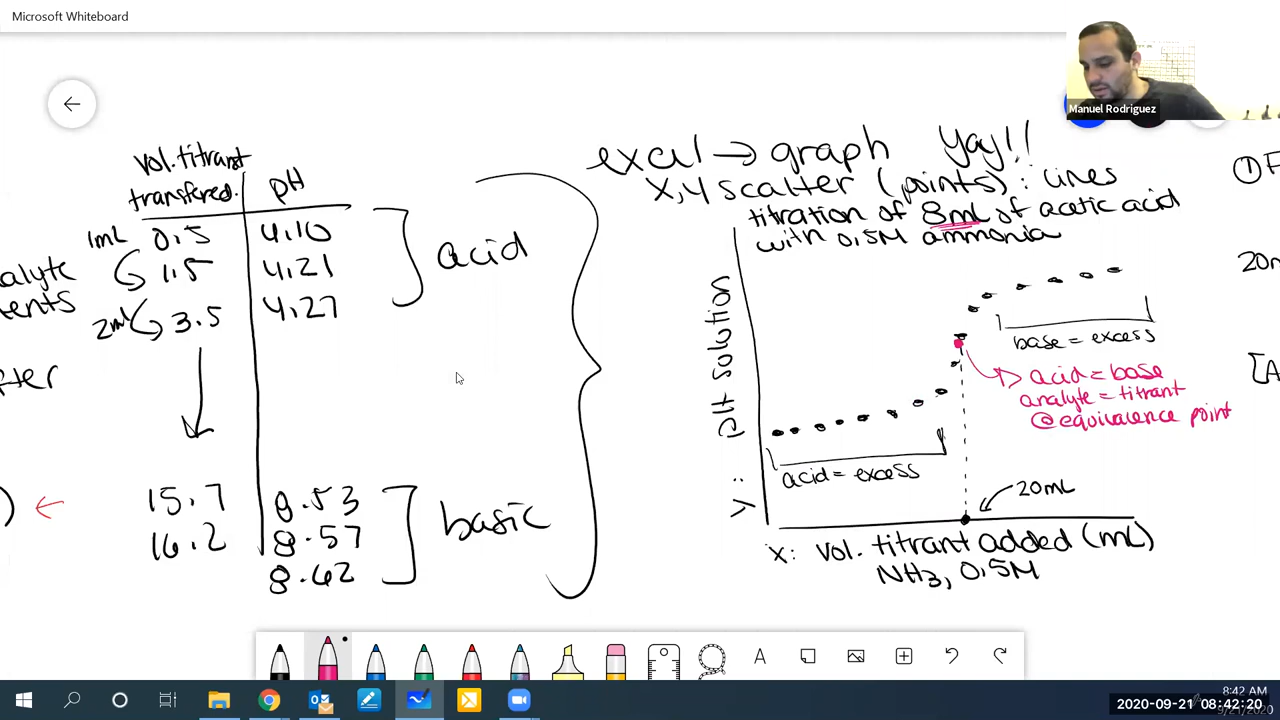 Microsoft Whiteboard
Manuel Rodriguez
vol. titrant
transfered. pH
1mL 0.5 4.10
1.5 4.21
2mL 3.5 4.27
acid
15.7 8.53
16.2 8.57
8.62
basic
excel → graph Yay!!
x,y scatter (points): lines
titration of 8mL of acetic acid
with 0.5M ammonia
y: pH solution
base = excess
acid = base
analyte = titrant
@equivalence point
acid = excess
20mL
x: vol. titrant added (mL)
NH3, 0.5M
① F
20m
[A
alyte
ents
fter
) ←
8:42 AM
2020-09-21 08:42:20